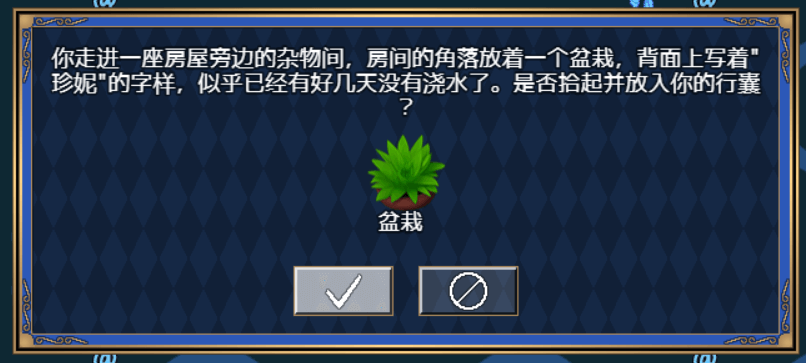 你走进一座房屋旁边的杂物间，房间的角落放着一个盆栽，背面上写着"
珍妮"的字样，似乎已经有好几天没有浇水了。是否拾起并放入你的行囊
？
盆栽